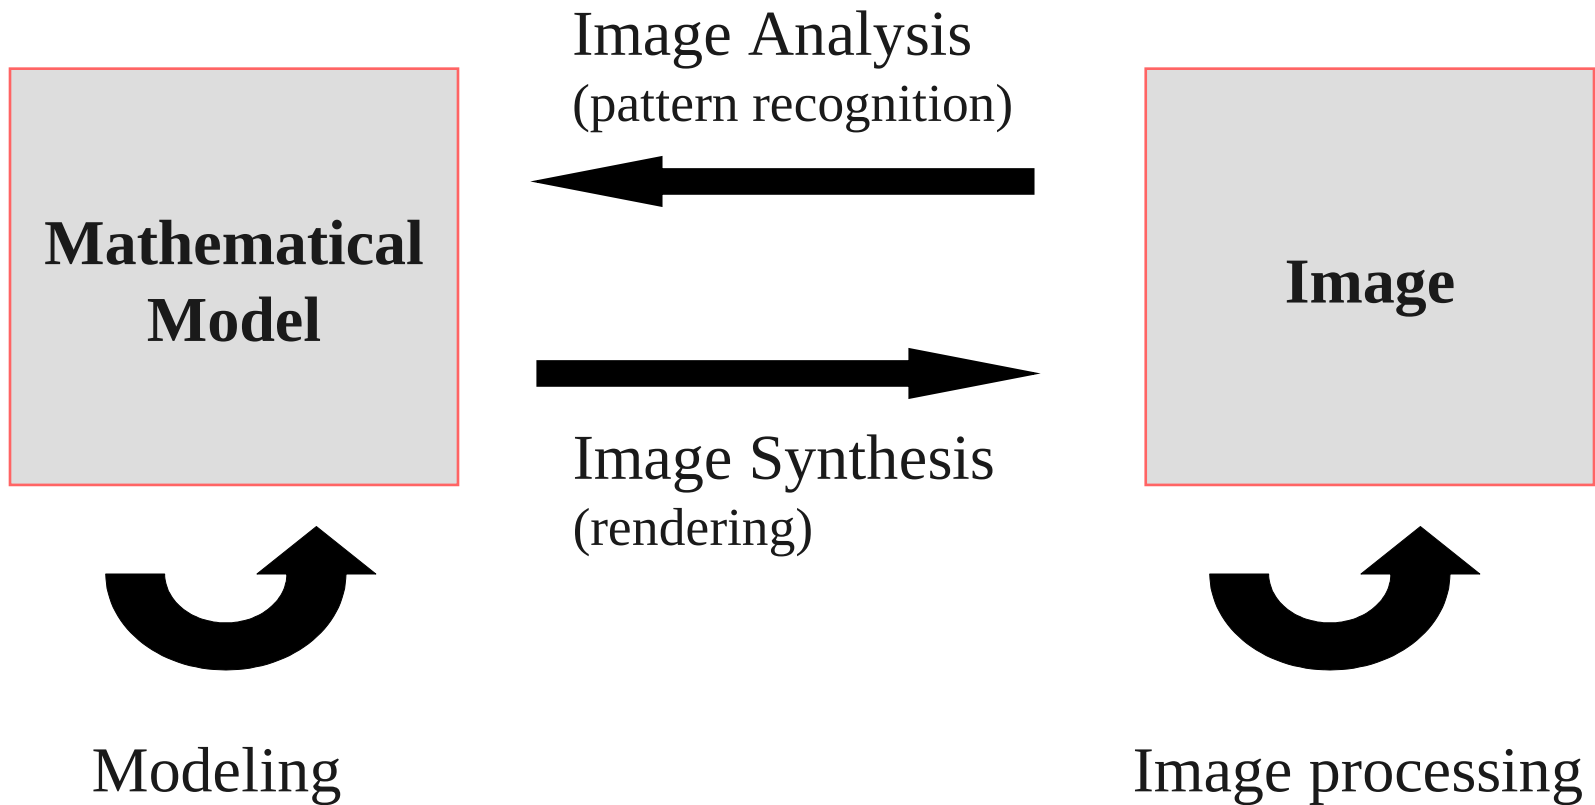 Image Analysis
(pattern recognition)
Mathematical
Model
Image
Image Synthesis
(rendering)
Modeling
Image processing